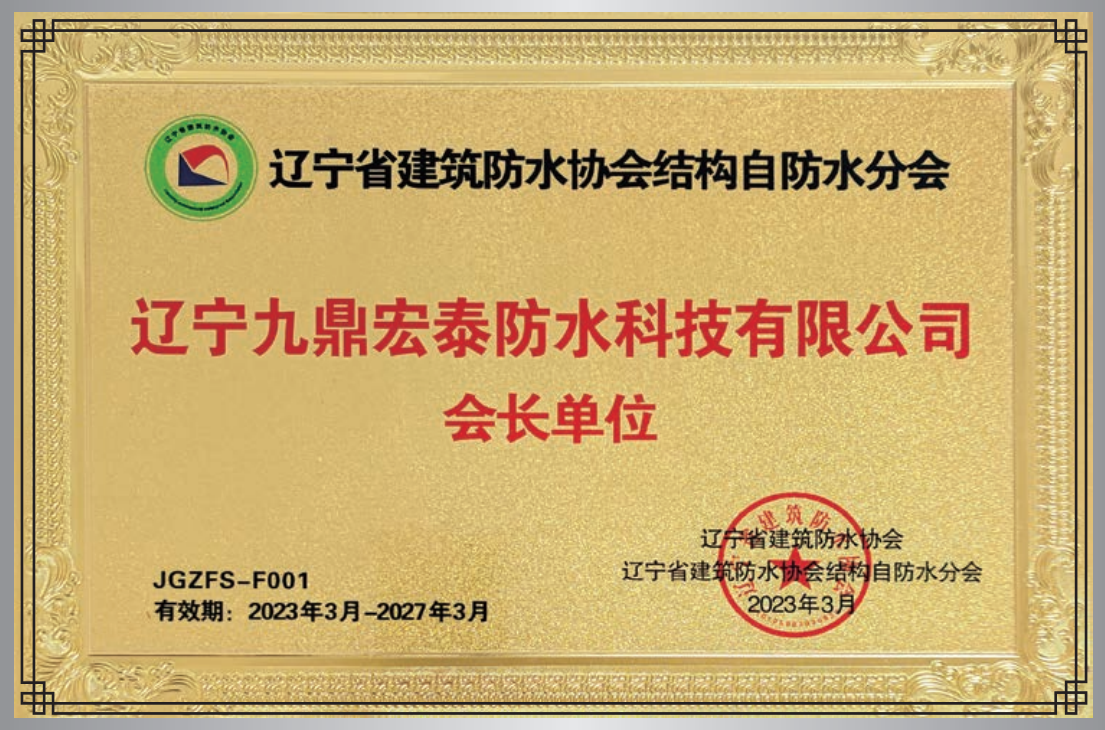 辽宁省建筑防水协会结构自防水分会
辽宁九鼎宏泰防水科技有限公司
会长单位
JGZFS-F001
有效期：2023年3月-2027年3月
辽宁省建筑防水协会
辽宁省建筑防水协会结构自防水分会
2023年3月